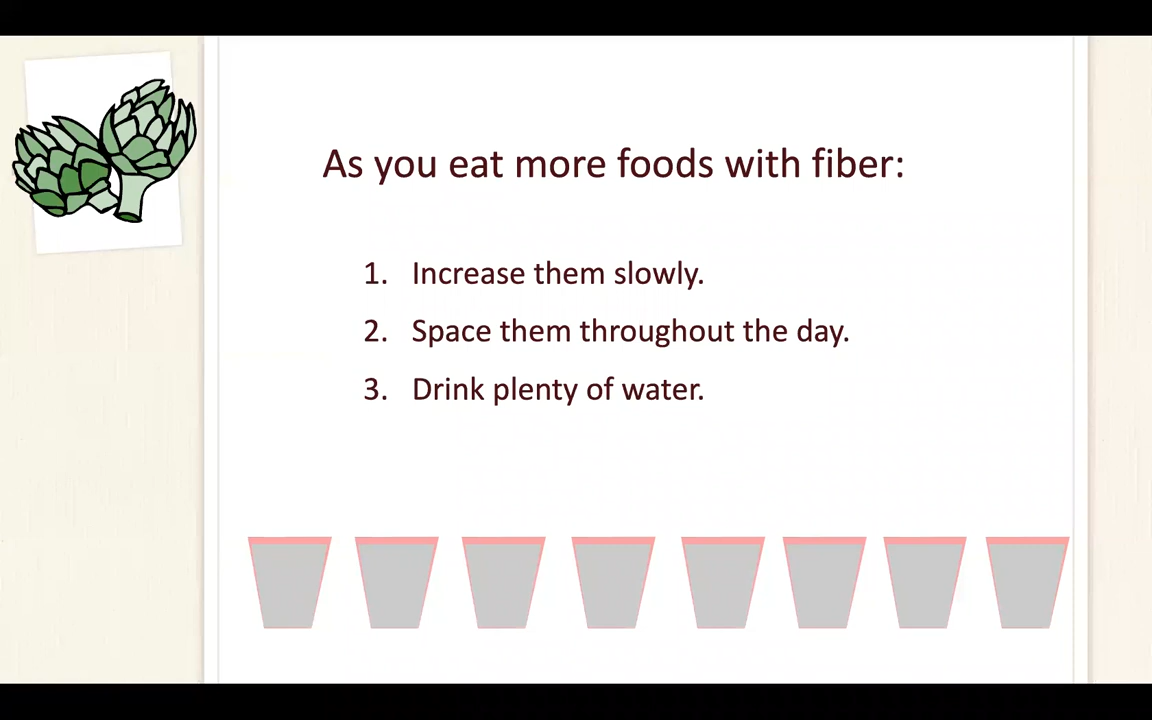 As you eat more foods with fiber:
1. Increase them slowly.
2. Space them throughout the day.
3. Drink plenty of water.